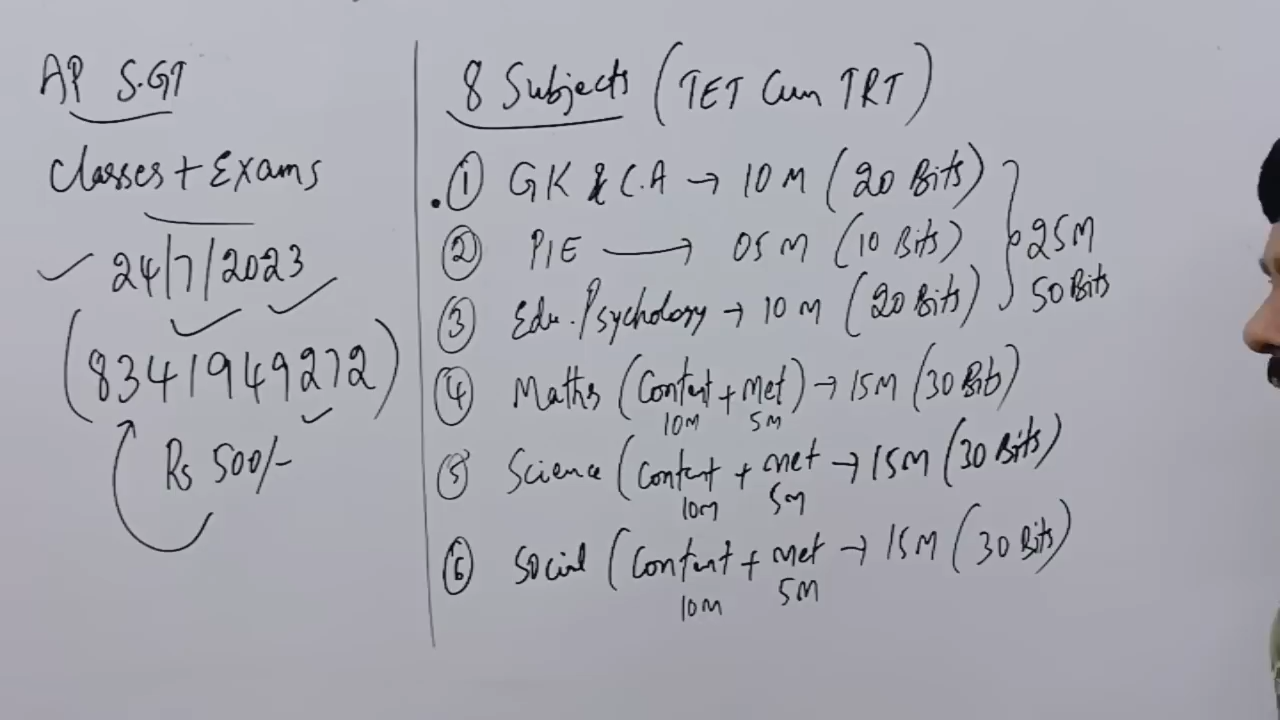 AP SGT
Classes + Exams
24/7/2023
(8341949272)
Rs 500/-
8 Subjects (TET Cum TRT)
① GK & C.A → 10 M (20 Bits)
② PIE → 05 M (10 Bits)
③ Edu. Psychology → 10 M (20 Bits)
25M
50 Bits
④ Maths (Content + Met) → 15M (30 Bits)
10M 5M
⑤ Science (Content + Met → 15M (30 Bits)
10M 5M
⑥ Social (Content + Met → 15M (30 Bits)
10M 5M